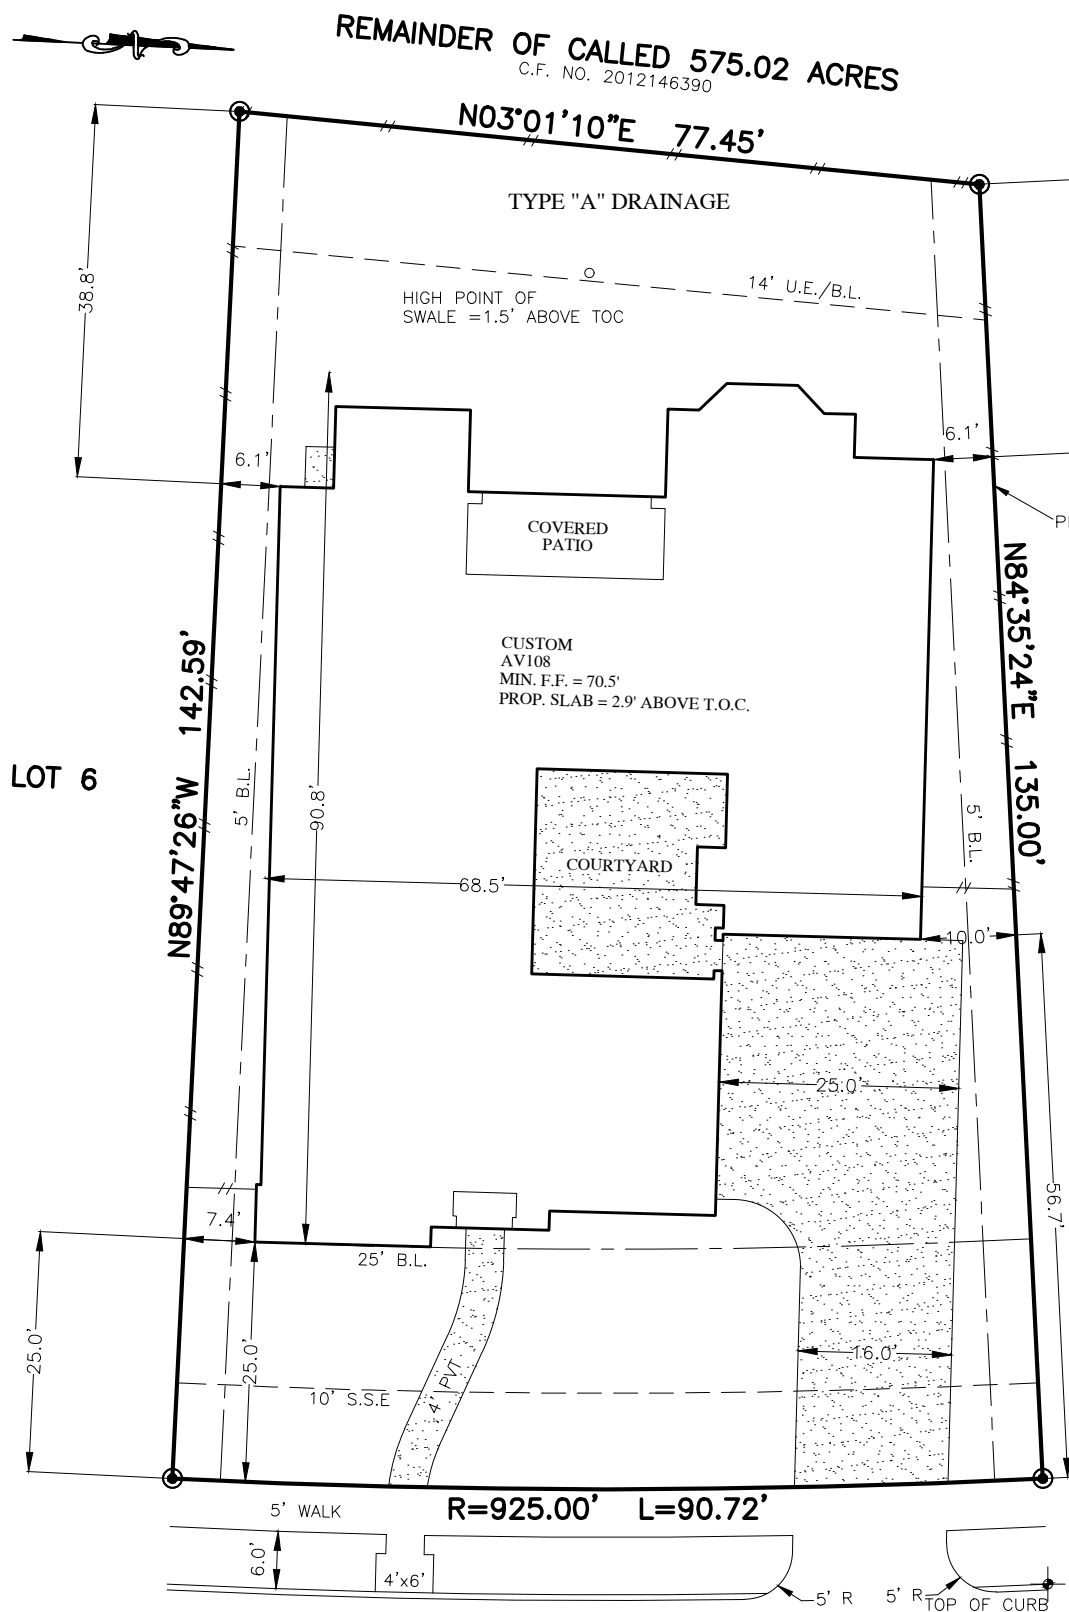 REMAINDER OF CALLED 575.02 ACRES
C.F. NO. 2012146390
N03°01'10"E 77.45'
TYPE "A" DRAINAGE
14' U.E./B.L.
HIGH POINT OF
SWALE =1.5' ABOVE TOC
38.8'
6.1'
6.1'
COVERED
PATIO
N84°35'24"E 135.00'
CUSTOM
AV108
MIN. F.F. = 70.5'
PROP. SLAB = 2.9' ABOVE T.O.C.
N89°47'26"W 142.59'
LOT 6
5' B.L.
90.8'
5' B.L.
COURTYARD
68.5'
10.0'
25.0'
56.7'
7.4'
25' B.L.
25.0'
25.0'
16.0'
4' PVT
10' S.S.E
R=925.00' L=90.72'
5' WALK
6.0'
4'x6'
5' R
5' R
TOP OF CURB